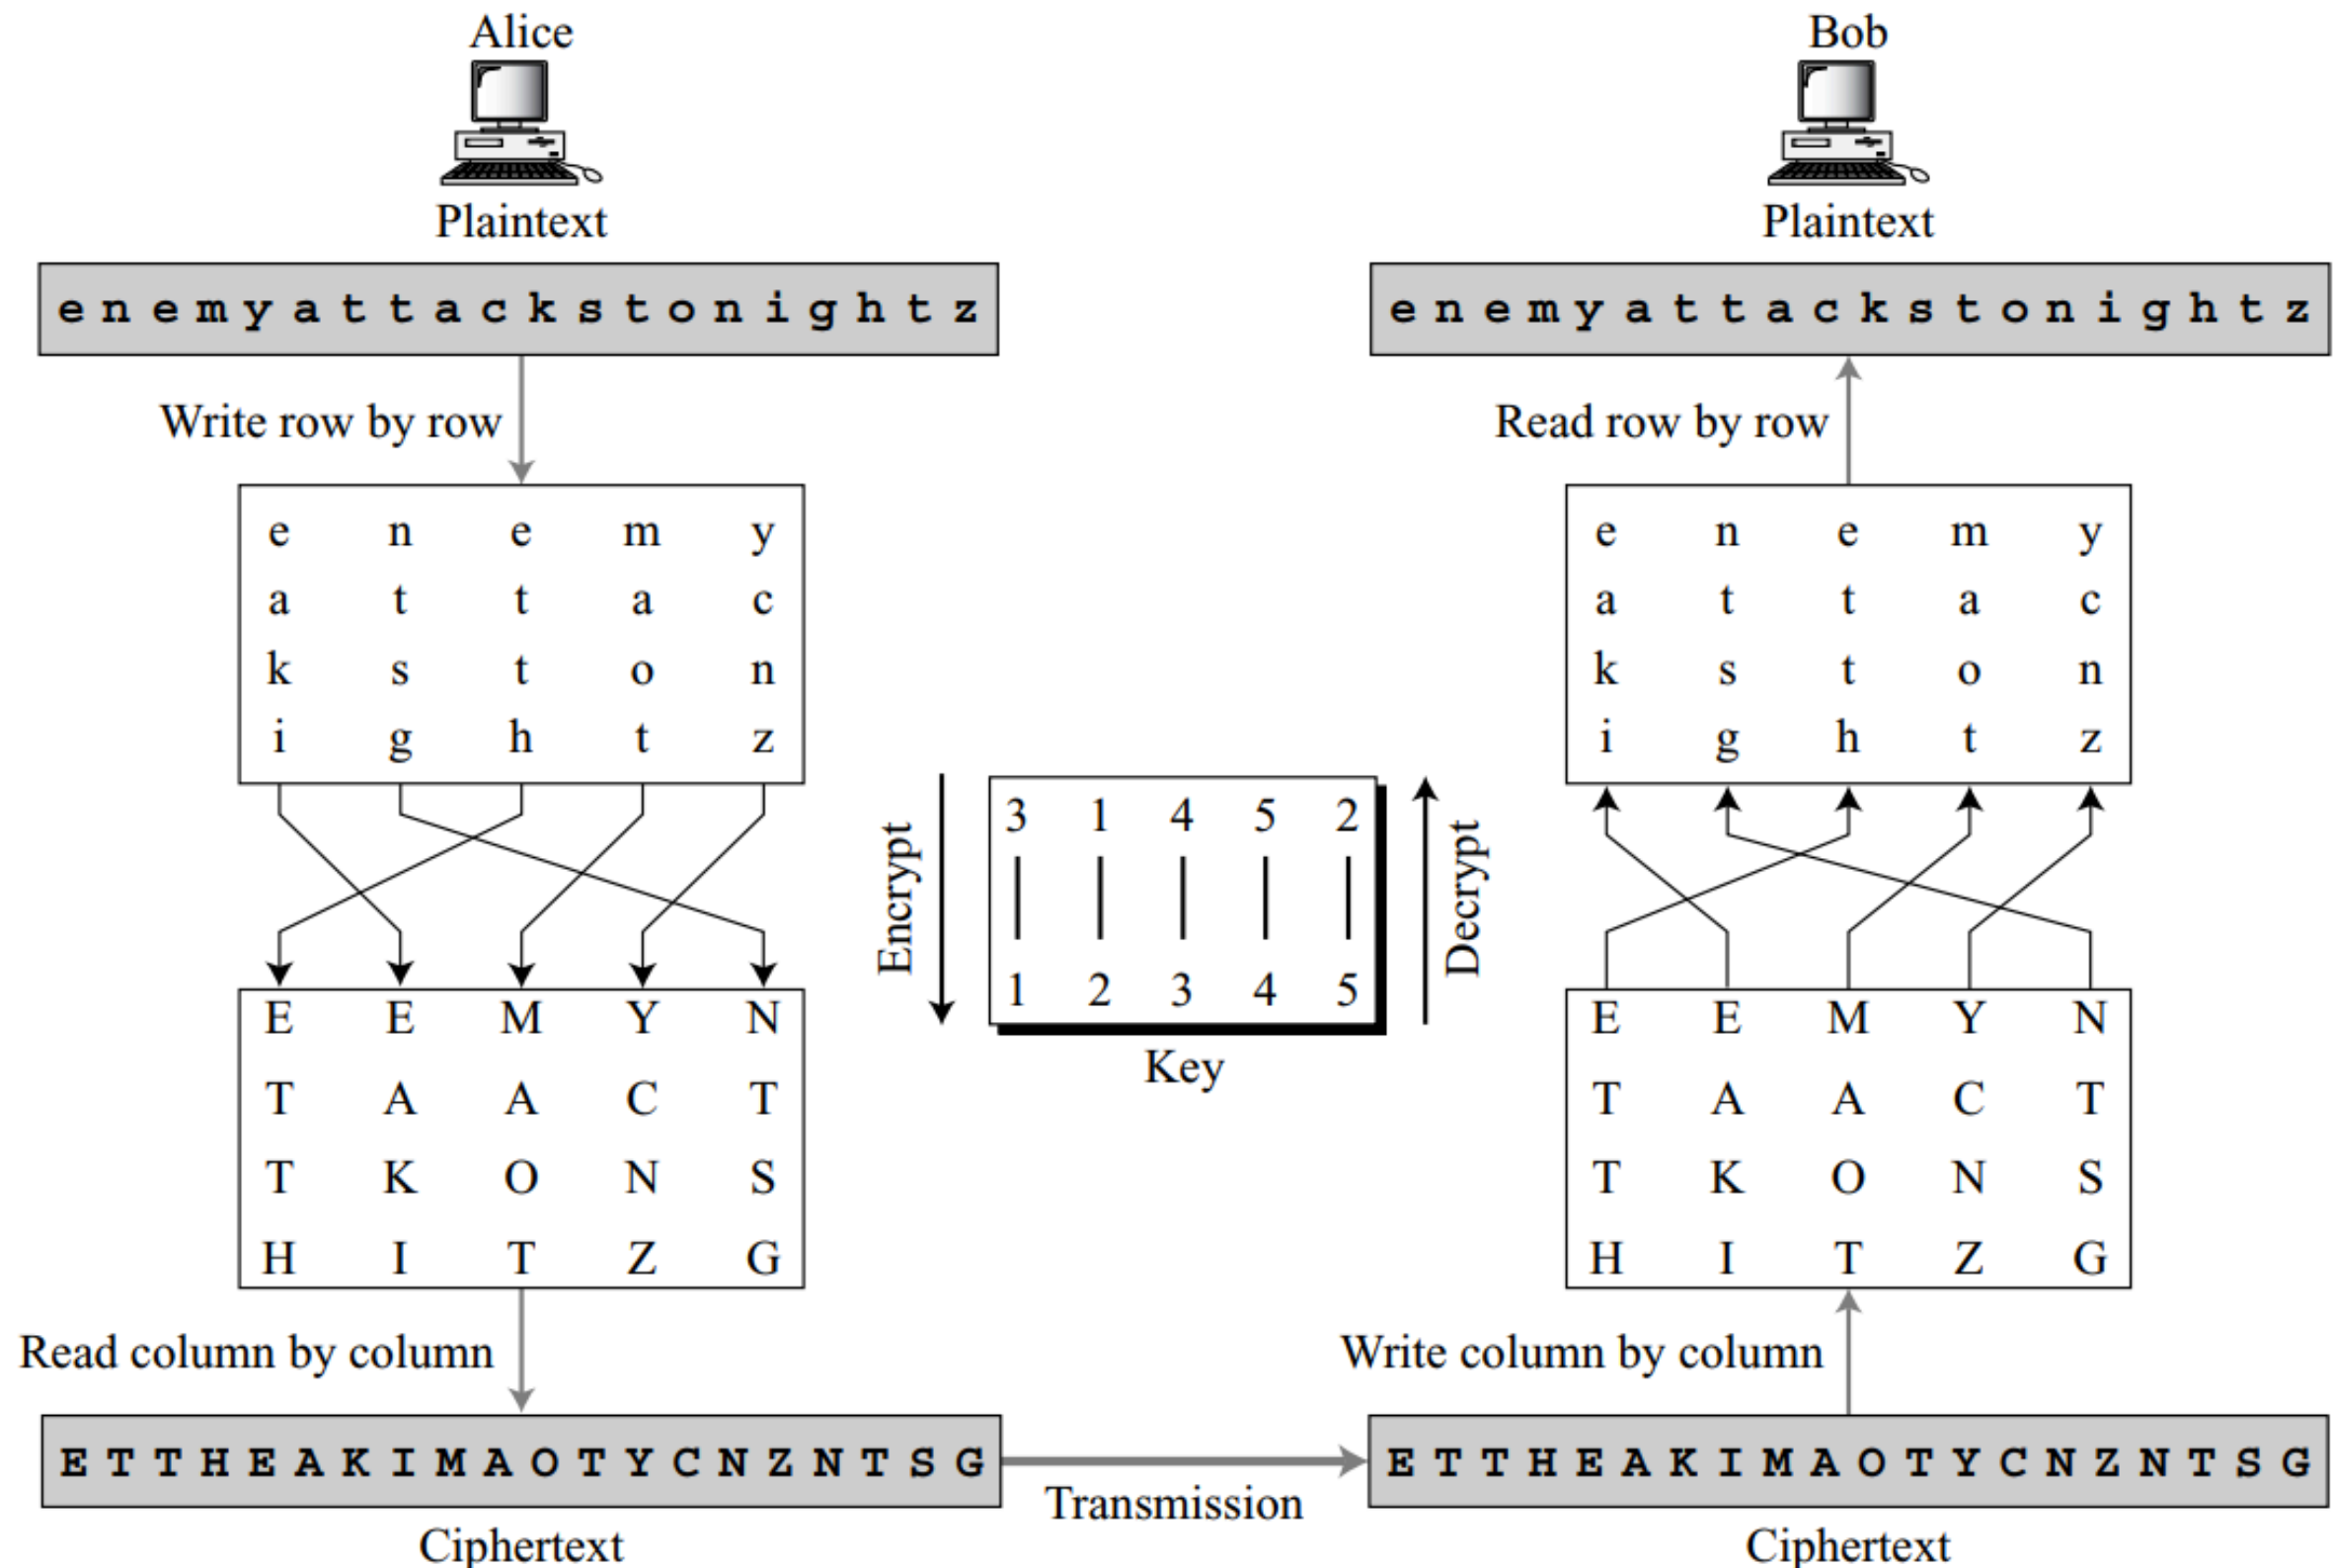 Alice
Plaintext
e n e m y a t t a c k s t o n i g h t z
Write row by row
e n e m y
a t t a c
k s t o n
i g h t z
E E M Y N
T A A C T
T K O N S
H I T Z G
Read column by column
E T T H E A K I M A O T Y C N Z N T S G
Ciphertext
Encrypt
3 1 4 5 2
1 2 3 4 5
Key
Decrypt
Transmission
Bob
Plaintext
e n e m y a t t a c k s t o n i g h t z
Read row by row
e n e m y
a t t a c
k s t o n
i g h t z
E E M Y N
T A A C T
T K O N S
H I T Z G
Write column by column
E T T H E A K I M A O T Y C N Z N T S G
Ciphertext